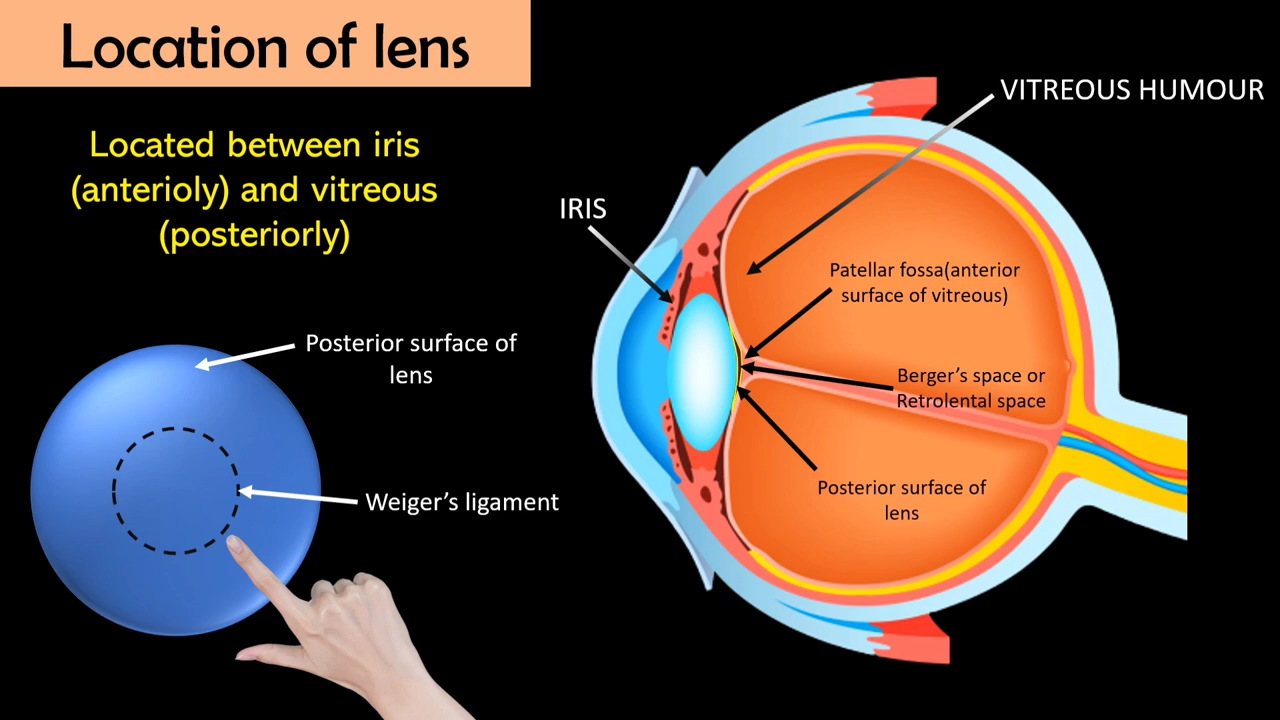 Location of lens
Located between iris
(anterioly) and vitreous
(posteriorly)
Posterior surface of
lens
Weiger's ligament
VITREOUS HUMOUR
IRIS
Patellar fossa(anterior
surface of vitreous)
Berger's space or
Retrolental space
Posterior surface of
lens